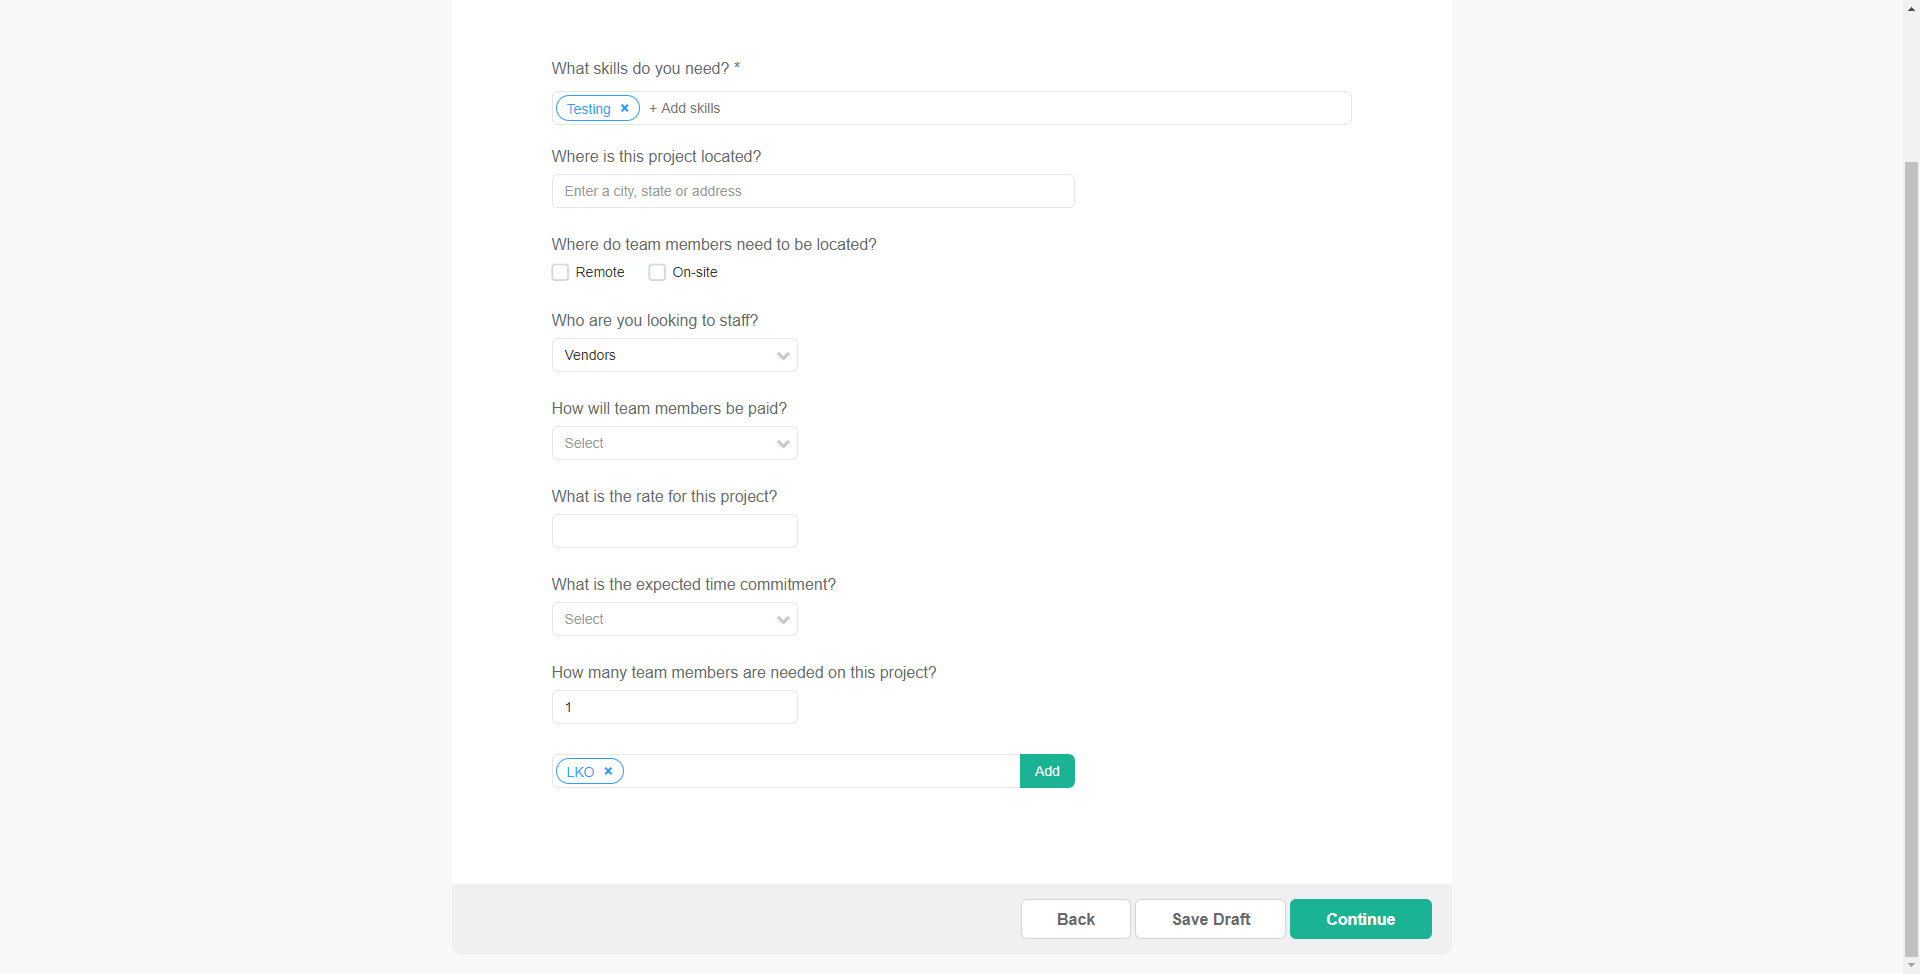 What skills do you need? *
Testing × + Add skills
Where is this project located?
Enter a city, state or address
Where do team members need to be located?
Remote On-site
Who are you looking to staff?
Vendors
How will team members be paid?
Select
What is the rate for this project?
What is the expected time commitment?
Select
How many team members are needed on this project?
1
LKO × Add
Back Save Draft Continue